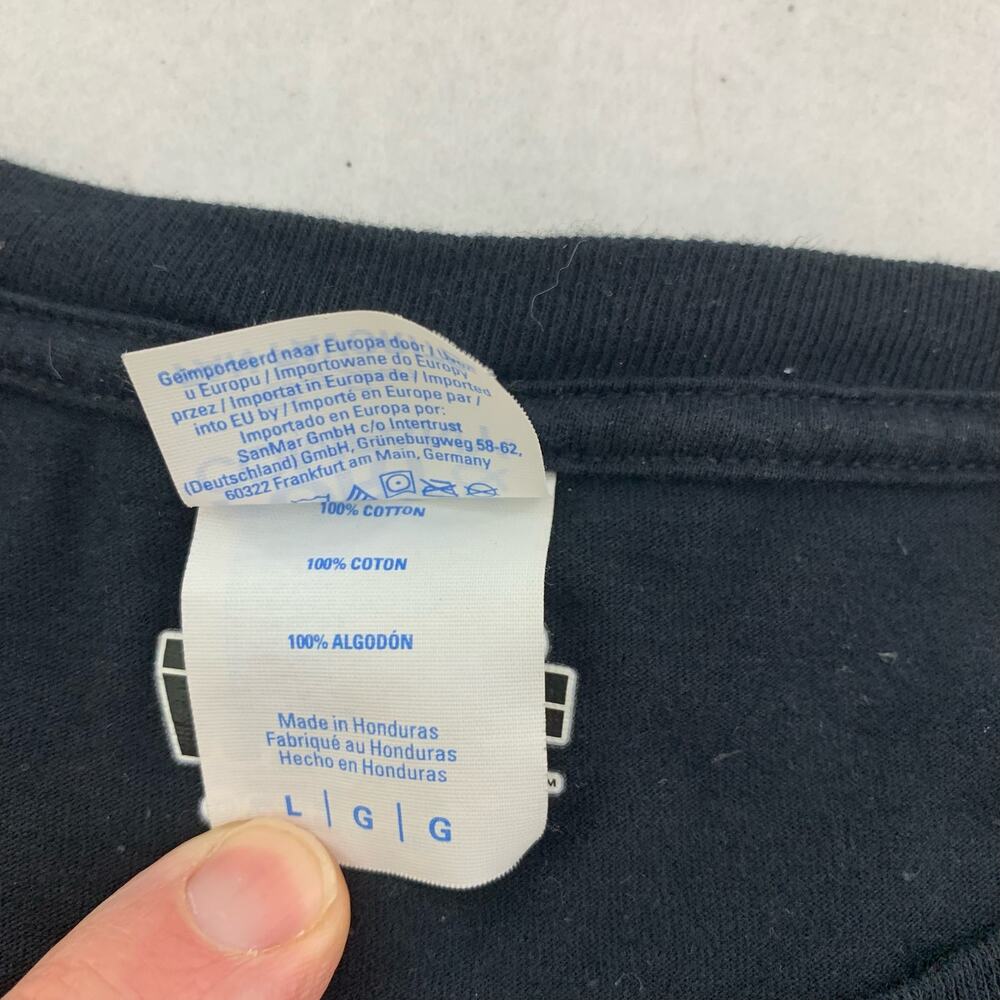 Geïmporteerd naar Europa door /
u Europu / Importowane do Europy
przez / Importat in Europa de / Imported
into EU by / Importé en Europe par /
Importado en Europa por:
SanMar GmbH c/o Intertrust
(Deutschland) GmbH, Grüneburgweg 58-62,
60322 Frankfurt am Main, Germany
100% COTTON
100% COTON
100% ALGODÓN
Made in Honduras
Fabriqué au Honduras
Hecho en Honduras
L | G | G